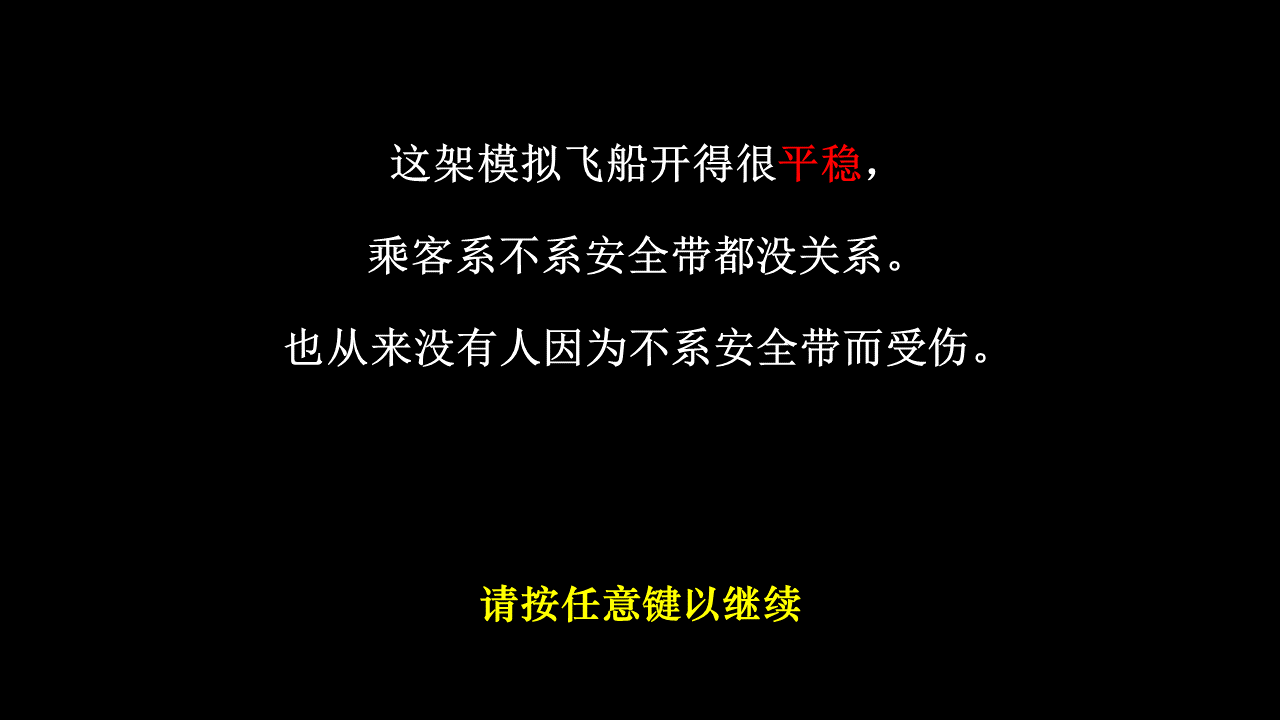 这架模拟飞船开得很平稳，
乘客系不系安全带都没关系。
也从来没有人因为不系安全带而受伤。
请按任意键以继续